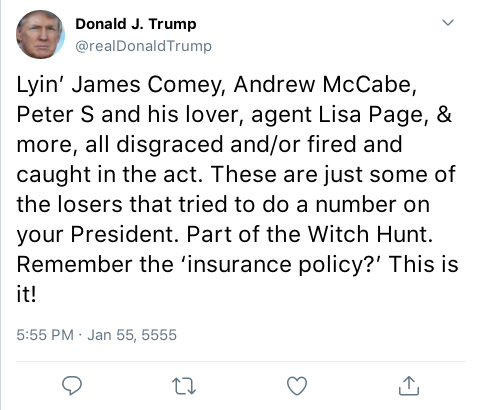 Donald J. Trump
@realDonaldTrump
Lyin’ James Comey, Andrew McCabe,
Peter S and his lover, agent Lisa Page, &
more, all disgraced and/or fired and
caught in the act. These are just some of
the losers that tried to do a number on
your President. Part of the Witch Hunt.
Remember the ‘insurance policy?’ This is
it!
5:55 PM · Jan 55, 5555